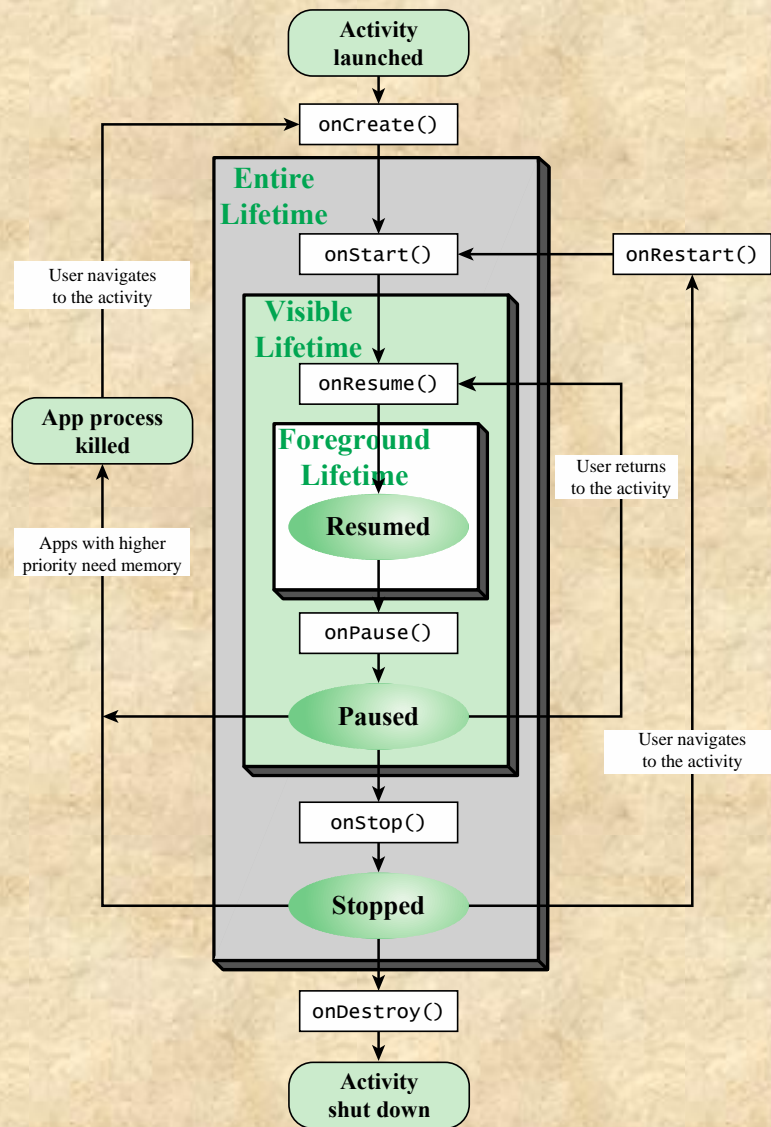 Activity
launched
onCreate()
Entire
Lifetime
onStart()
onRestart()
User navigates
to the activity
Visible
Lifetime
onResume()
App process
killed
Foreground
Lifetime
User returns
to the activity
Resumed
Apps with higher
priority need memory
onPause()
Paused
User navigates
to the activity
onStop()
Stopped
onDestroy()
Activity
shut down